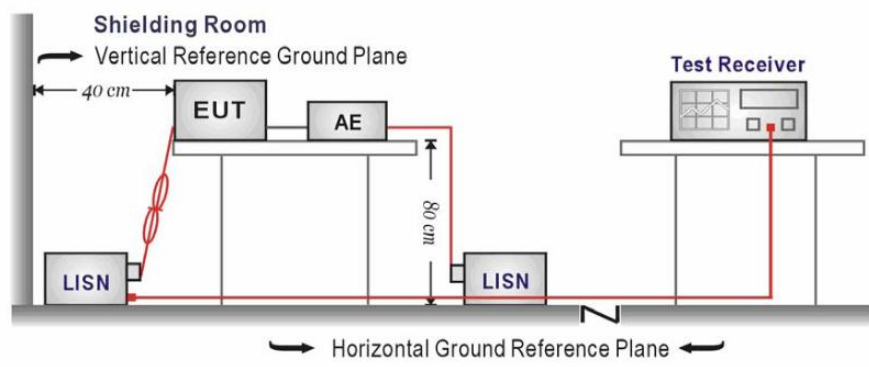 Shielding Room
Vertical Reference Ground Plane
Test Receiver
40 cm
EUT
AE
80 cm
LISN
LISN
Horizontal Ground Reference Plane